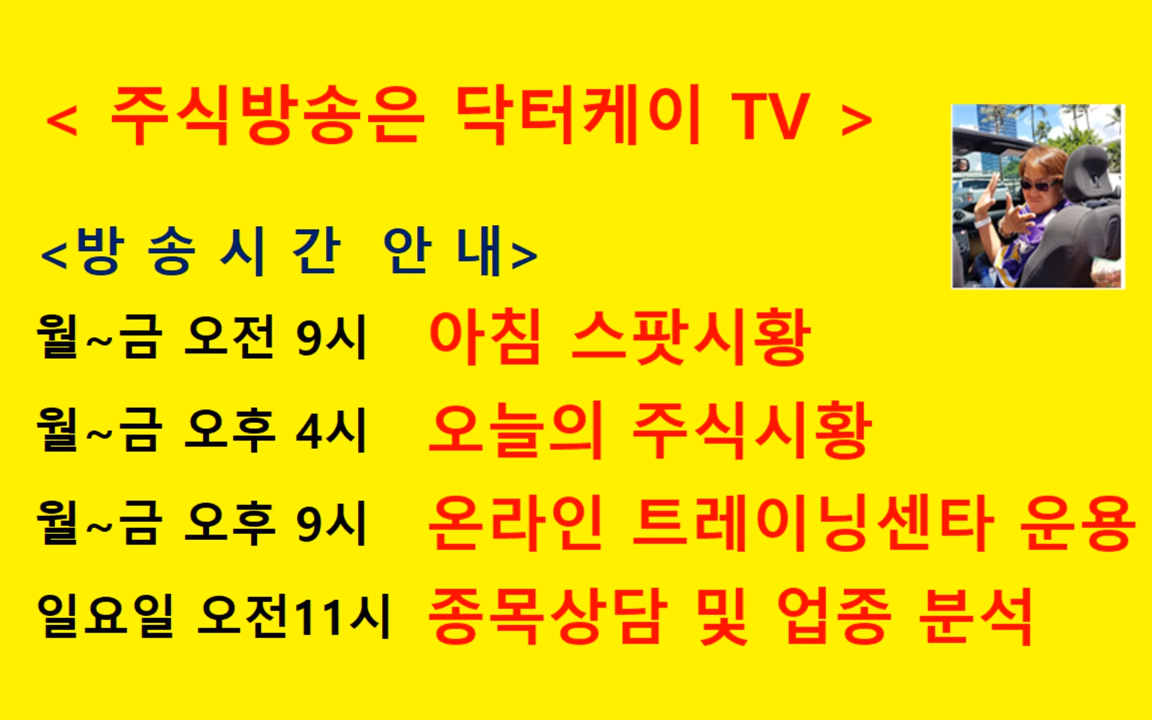 < 주식방송은 닥터케이 TV >
<방 송 시 간 안 내>
월~금 오전 9시 아침 스팟시황
월~금 오후 4시 오늘의 주식시황
월~금 오후 9시 온라인 트레이닝센타 운용
일요일 오전11시 종목상담 및 업종 분석